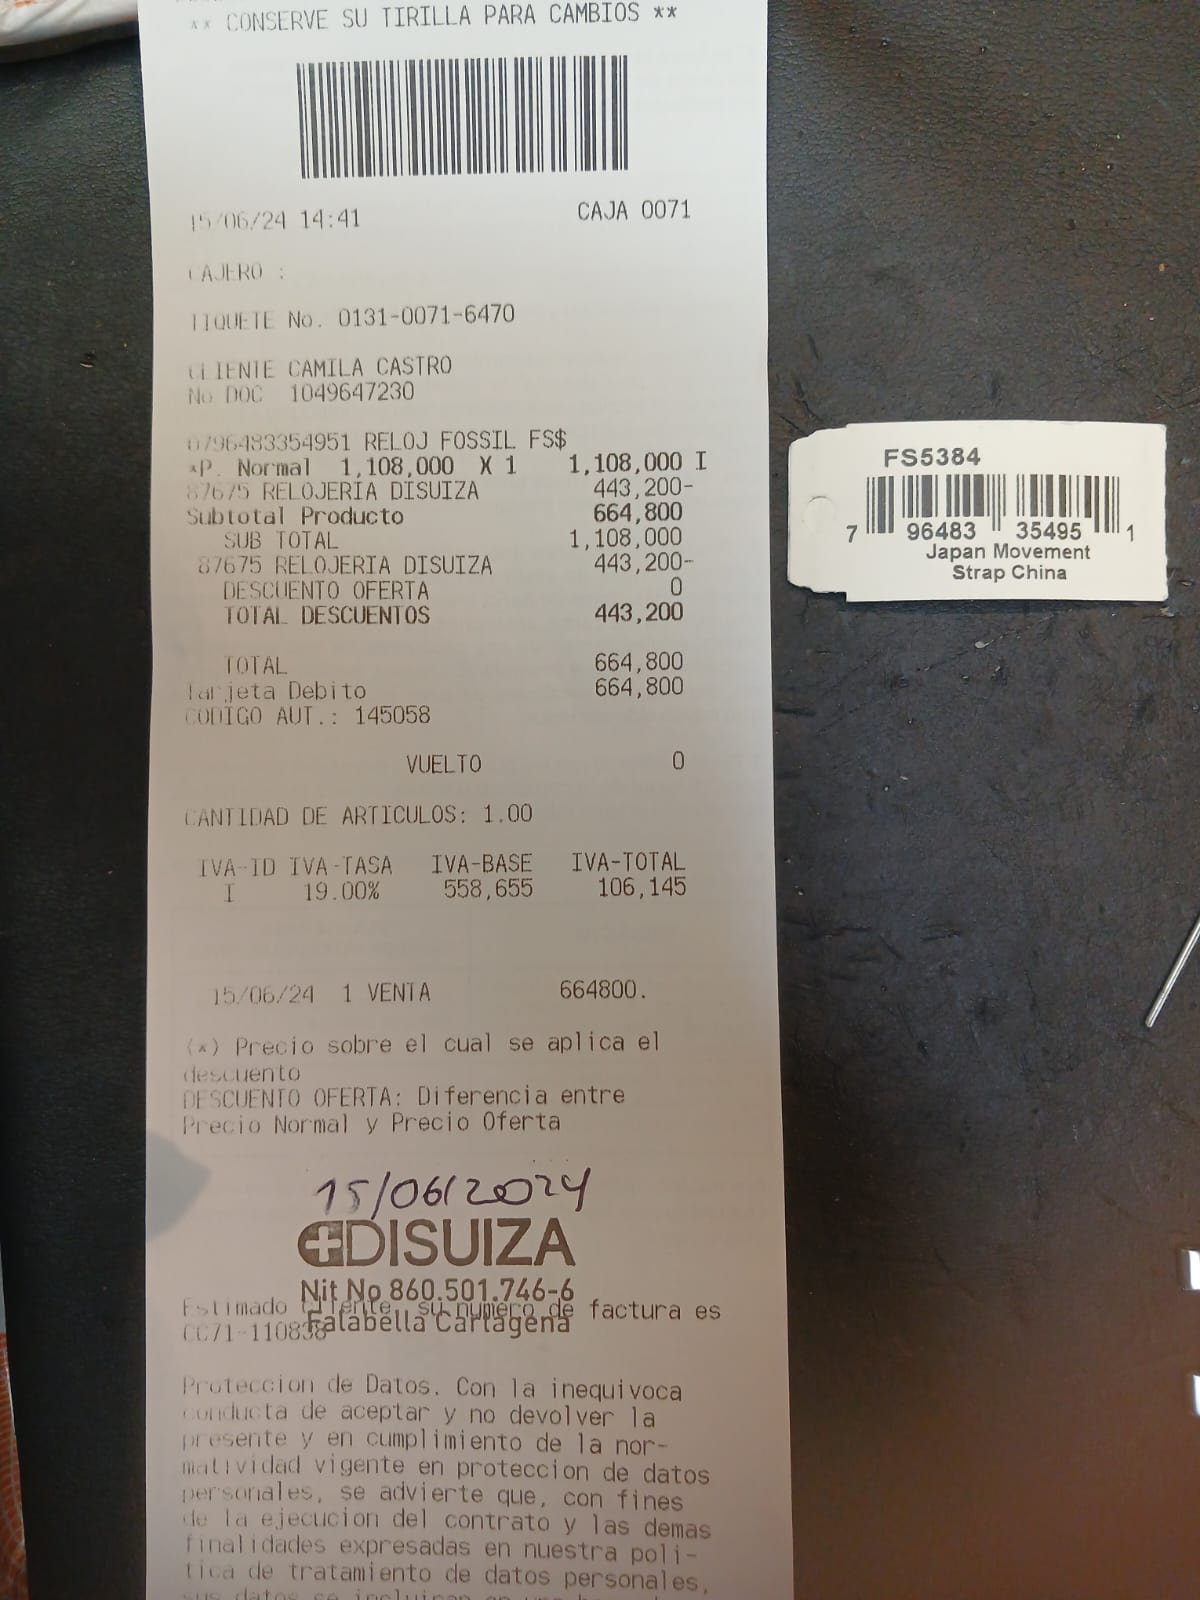 ** CONSERVE SU TIRILLA PARA CAMBIOS **
15/06/24 14:41 CAJA 0071
CAJERO :
TIQUETE No. 0131-0071-6470
CLIENTE CAMILA CASTRO
No DOC 1049647230
0796483354951 RELOJ FOSSIL FS$
*P. Normal 1,108,000 X 1 1,108,000 I
87675 RELOJERIA DISUIZA 443,200-
Subtotal Producto 664,800
SUB TOTAL 1,108,000
87675 RELOJERIA DISUIZA 443,200-
DESCUENTO OFERTA 0
TOTAL DESCUENTOS 443,200
TOTAL 664,800
Tarjeta Debito 664,800
CODIGO AUT.: 145058
VUELTO 0
CANTIDAD DE ARTICULOS: 1.00
IVA-ID IVA-TASA IVA-BASE IVA-TOTAL
I 19.00% 558,655 106,145
15/06/24 1 VENTA 664800.
(*) Precio sobre el cual se aplica el
descuento
DESCUENTO OFERTA: Diferencia entre
Precio Normal y Precio Oferta
15/06/2024
DISUIZA
Nit No 860.501.746-6
Estimado Cliente, su numero de factura es
Falabella Cartagena
CC71-110838
Proteccion de Datos. Con la inequivoca
conducta de aceptar y no devolver la
presente y en cumplimiento de la nor-
matividad vigente en proteccion de datos
personales, se advierte que, con fines
de la ejecucion del contrato y las demas
finalidades expresadas en nuestra poli-
tica de tratamiento de datos personales,
FS5384
7 96483 35495 1
Japan Movement
Strap China